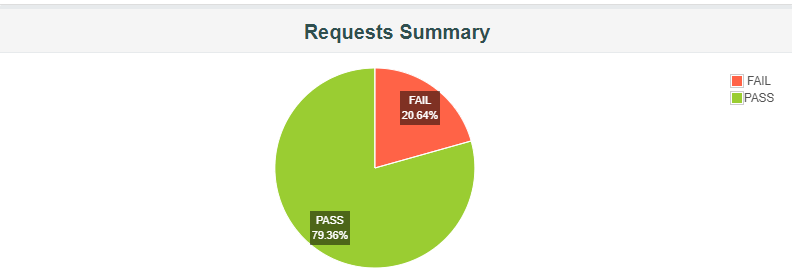 Requests Summary
FAIL
20.64%
PASS
79.36%
FAIL
PASS